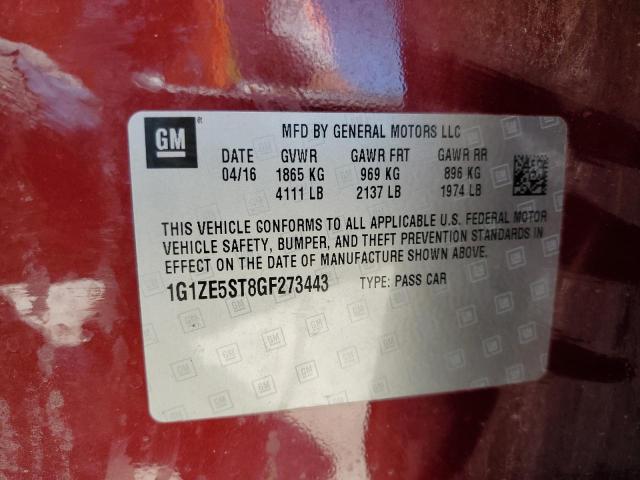 GM
MFD BY GENERAL MOTORS LLC
DATE GVWR GAWR FRT GAWR RR
04/16 1865 KG 969 KG 896 KG
4111 LB 2137 LB 1974 LB
THIS VEHICLE CONFORMS TO ALL APPLICABLE U.S. FEDERAL MOTOR
VEHICLE SAFETY, BUMPER, AND THEFT PREVENTION STANDARDS IN
EFFECT ON THE DATE OF MANUFACTURE SHOWN ABOVE.
1G1ZE5ST8GF273443 TYPE: PASS CAR